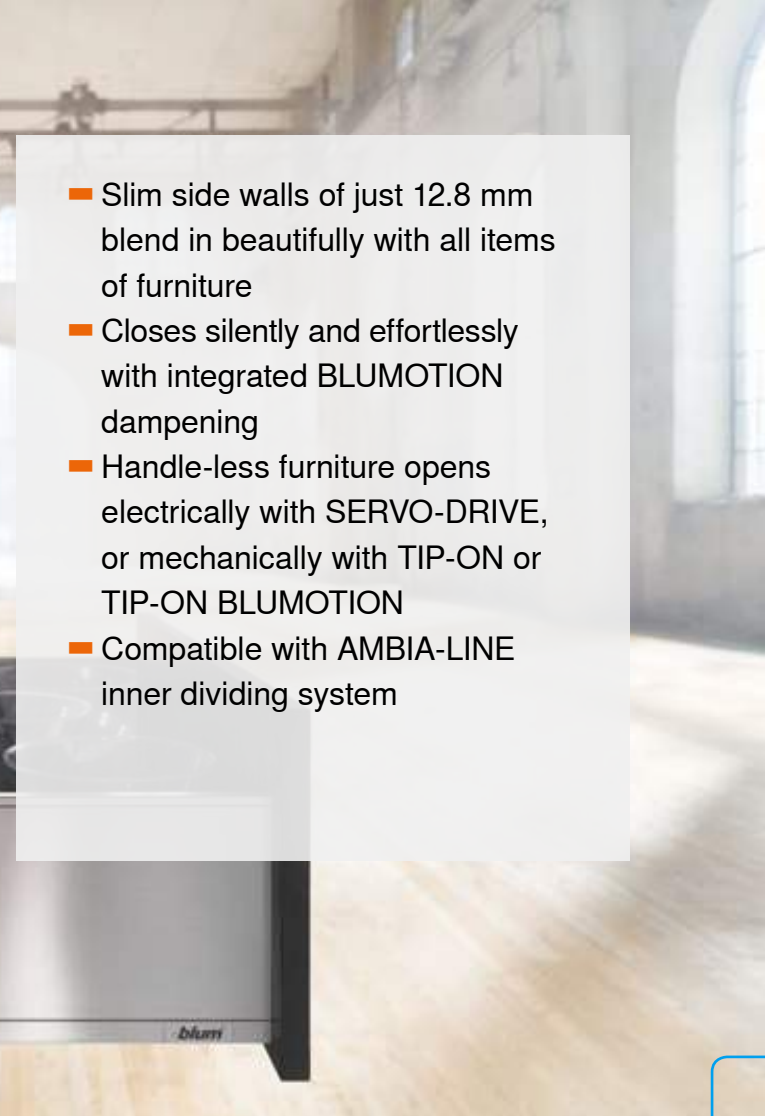 Slim side walls of just 12.8 mm
blend in beautifully with all items
of furniture
Closes silently and effortlessly
with integrated BLUMOTION
dampening
Handle-less furniture opens
electrically with SERVO-DRIVE,
or mechanically with TIP-ON or
TIP-ON BLUMOTION
Compatible with AMBIA-LINE
inner dividing system
blum